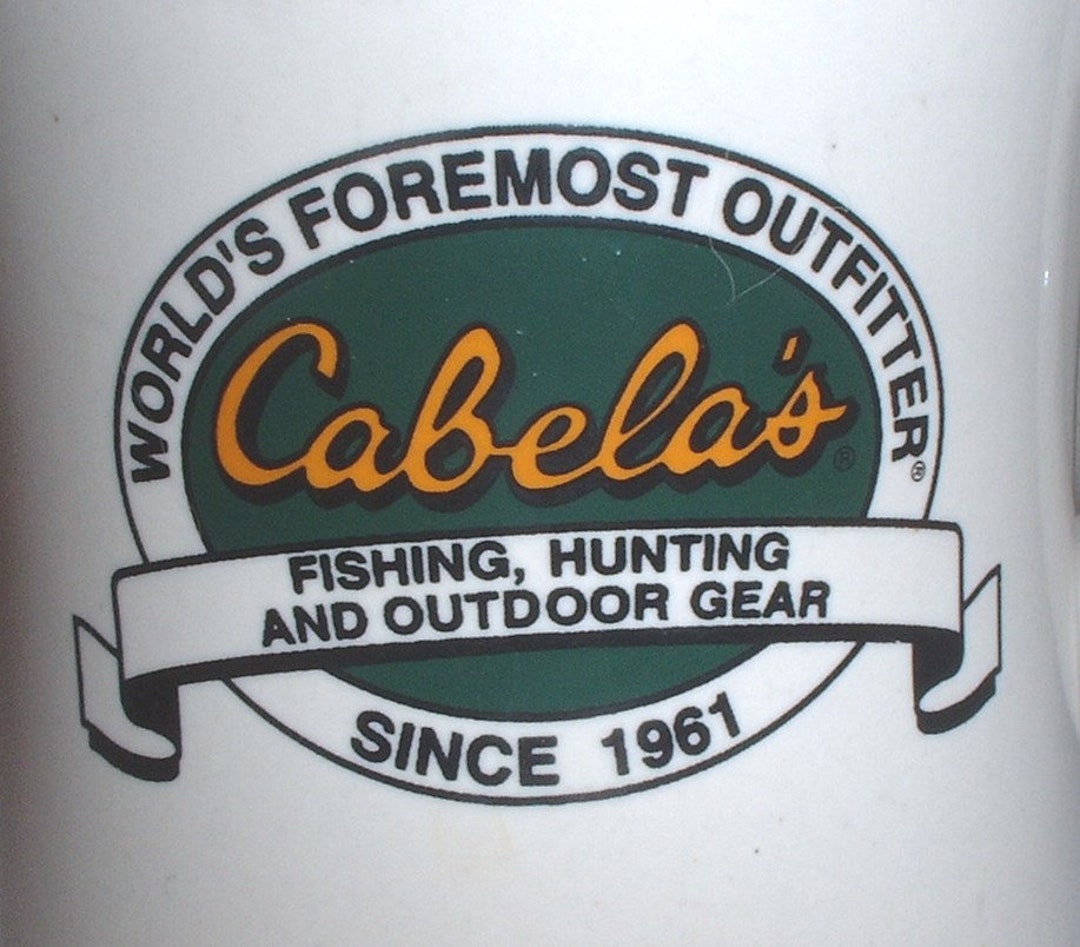 WORLD'S FOREMOST OUTFITTER®
Cabela's®
FISHING, HUNTING
AND OUTDOOR GEAR
SINCE 1961